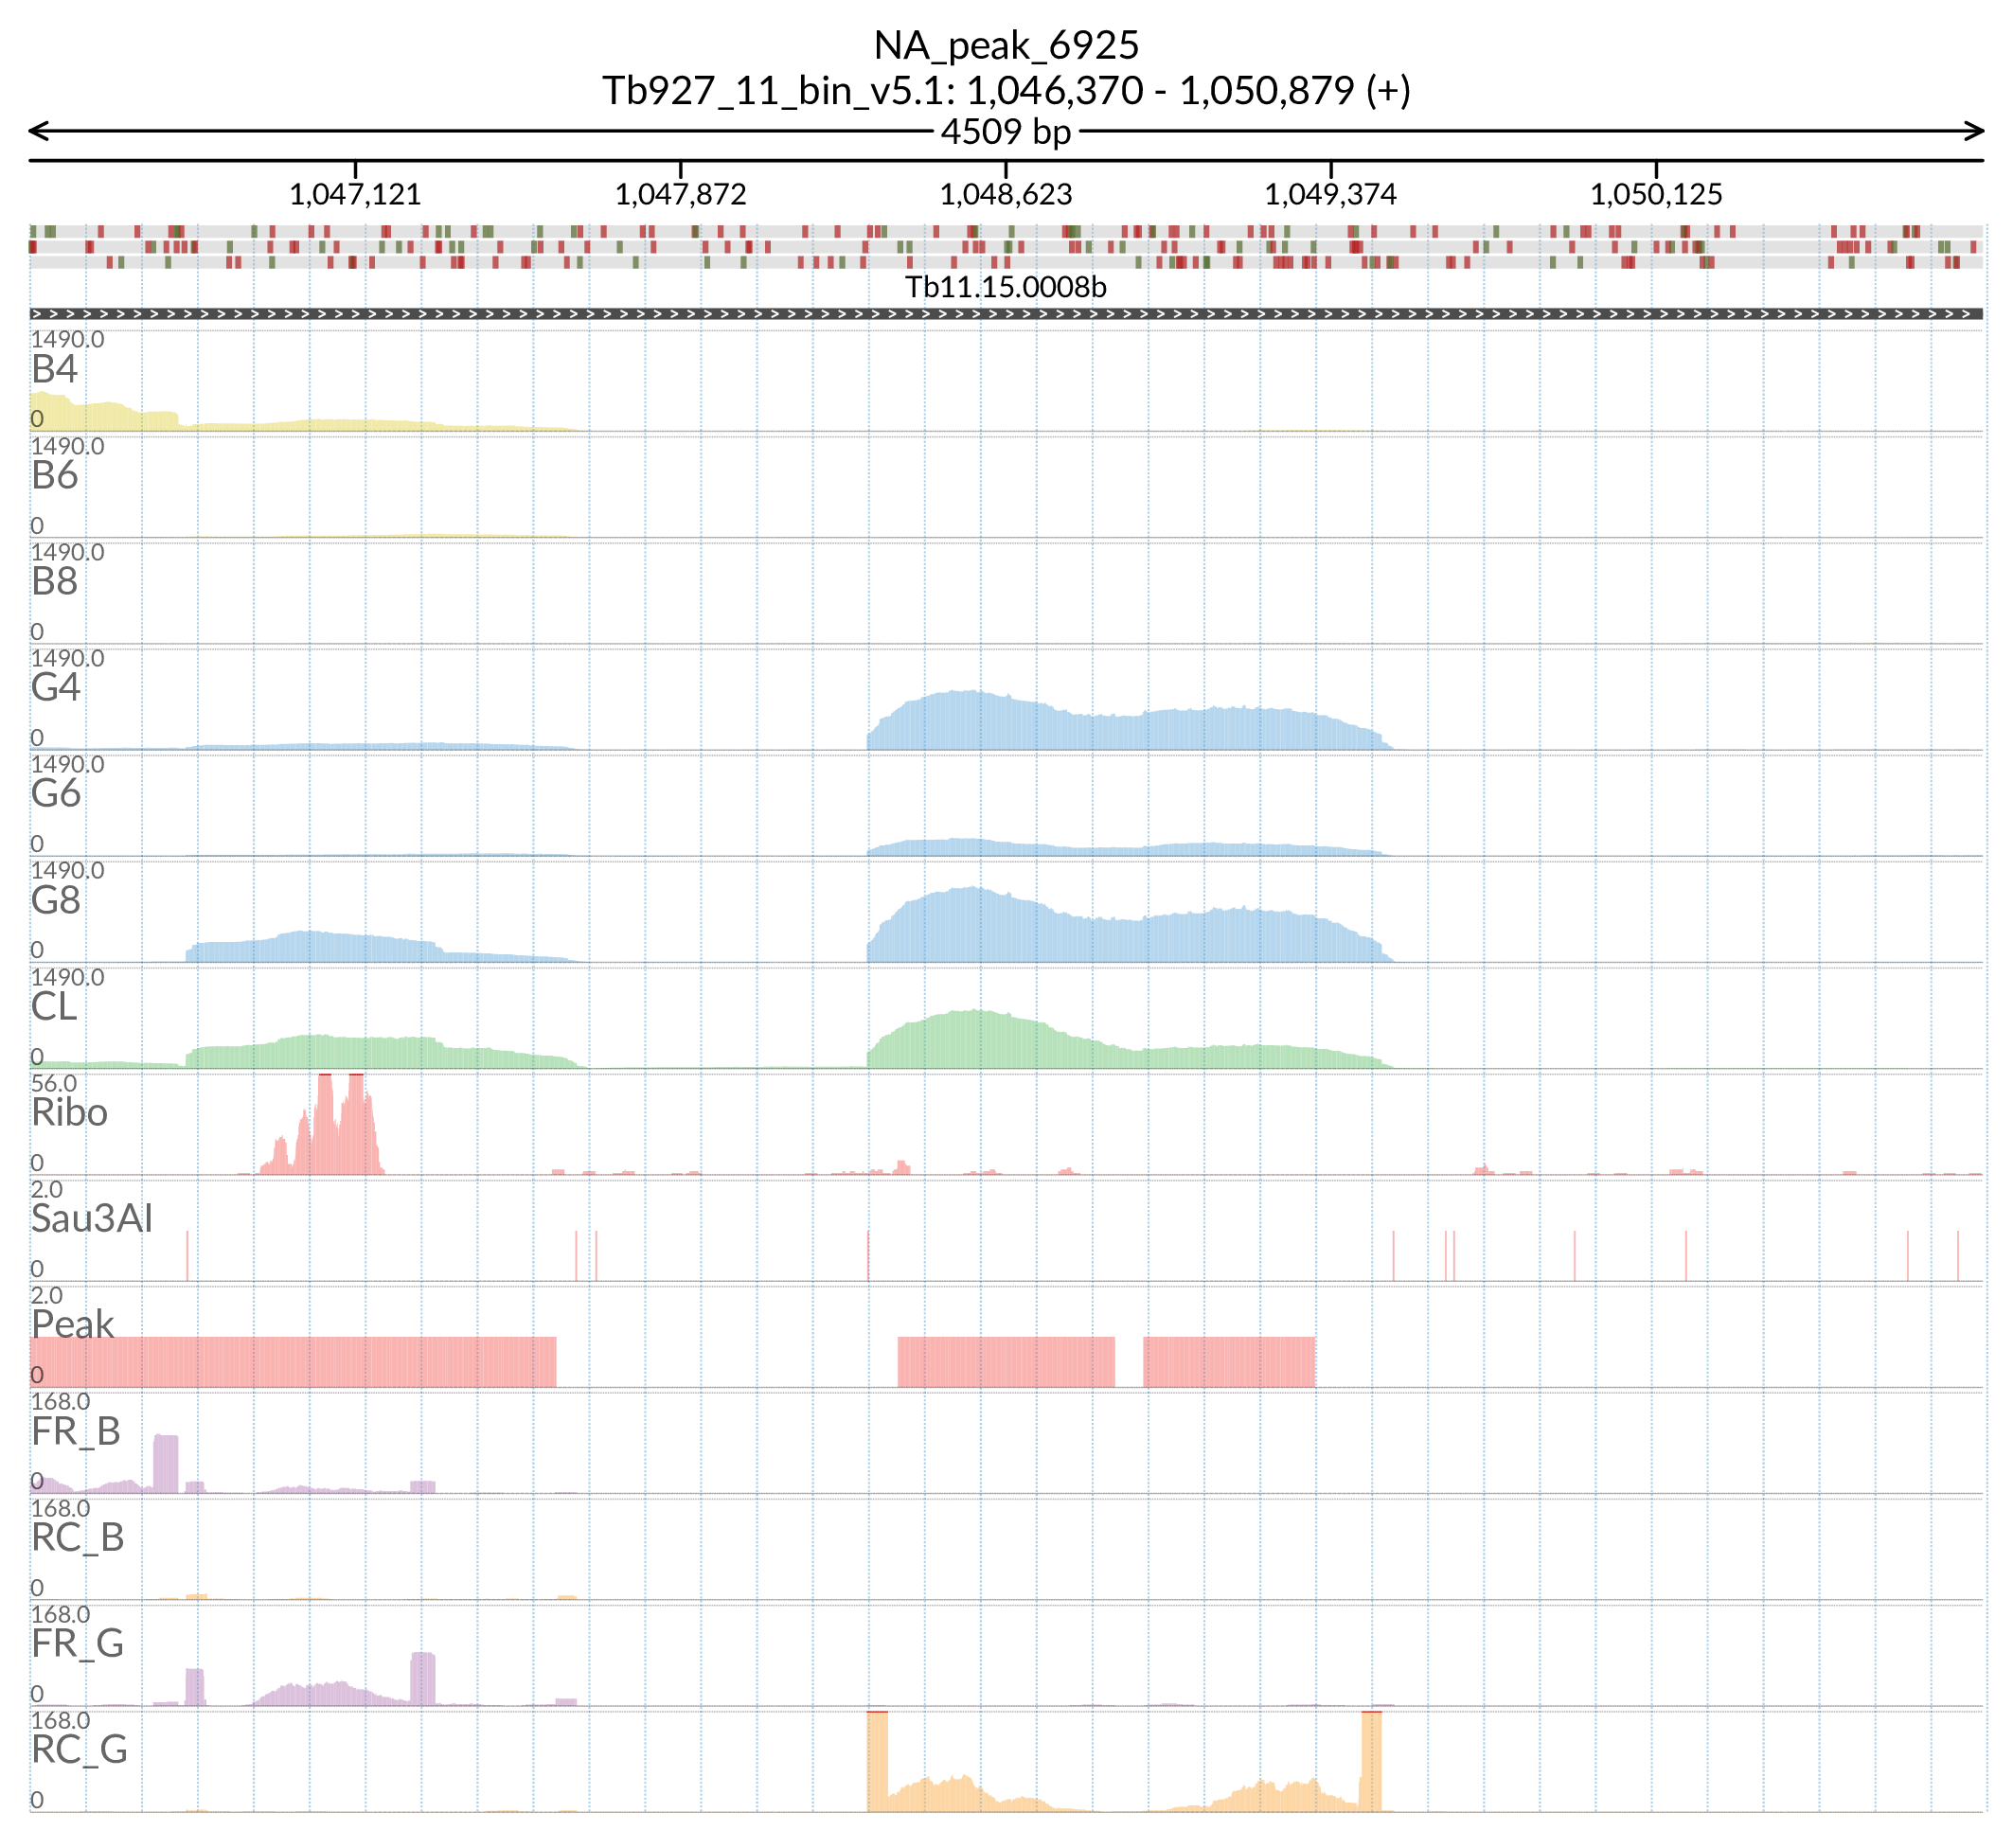 NA_peak_6925
Tb927_11_bin_v5.1: 1,046,370 - 1,050,879 (+)
4509 bp
1,047,121 1,047,872 1,048,623 1,049,374 1,050,125
Tb11.15.0008b
1490.0
B4
0
1490.0
B6
0
1490.0
B8
0
1490.0
G4
0
1490.0
G6
0
1490.0
G8
0
1490.0
CL
0
56.0
Ribo
0
2.0
Sau3AI
0
2.0
Peak
0
168.0
FR_B
0
168.0
RC_B
0
168.0
FR_G
0
168.0
RC_G
0